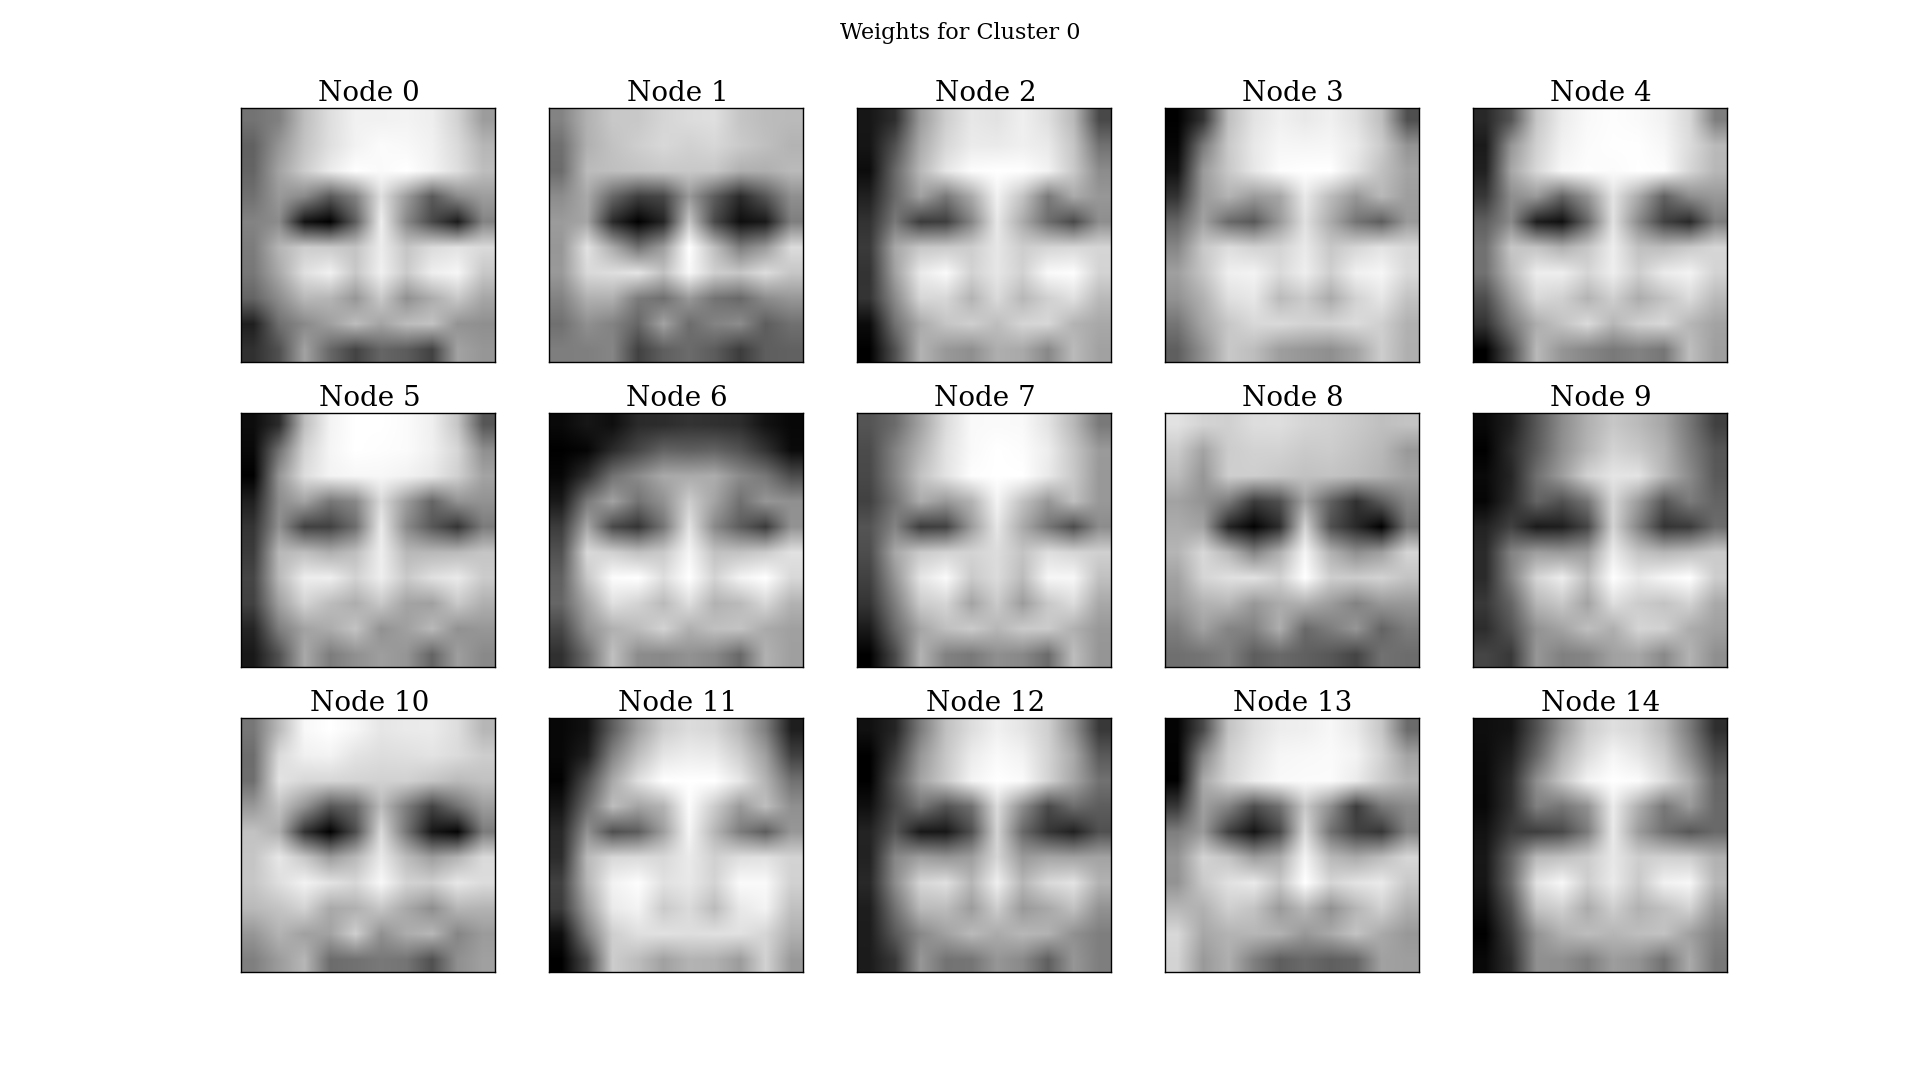 Weights for Cluster 0
Node 0
Node 1
Node 2
Node 3
Node 4
Node 5
Node 6
Node 7
Node 8
Node 9
Node 10
Node 11
Node 12
Node 13
Node 14